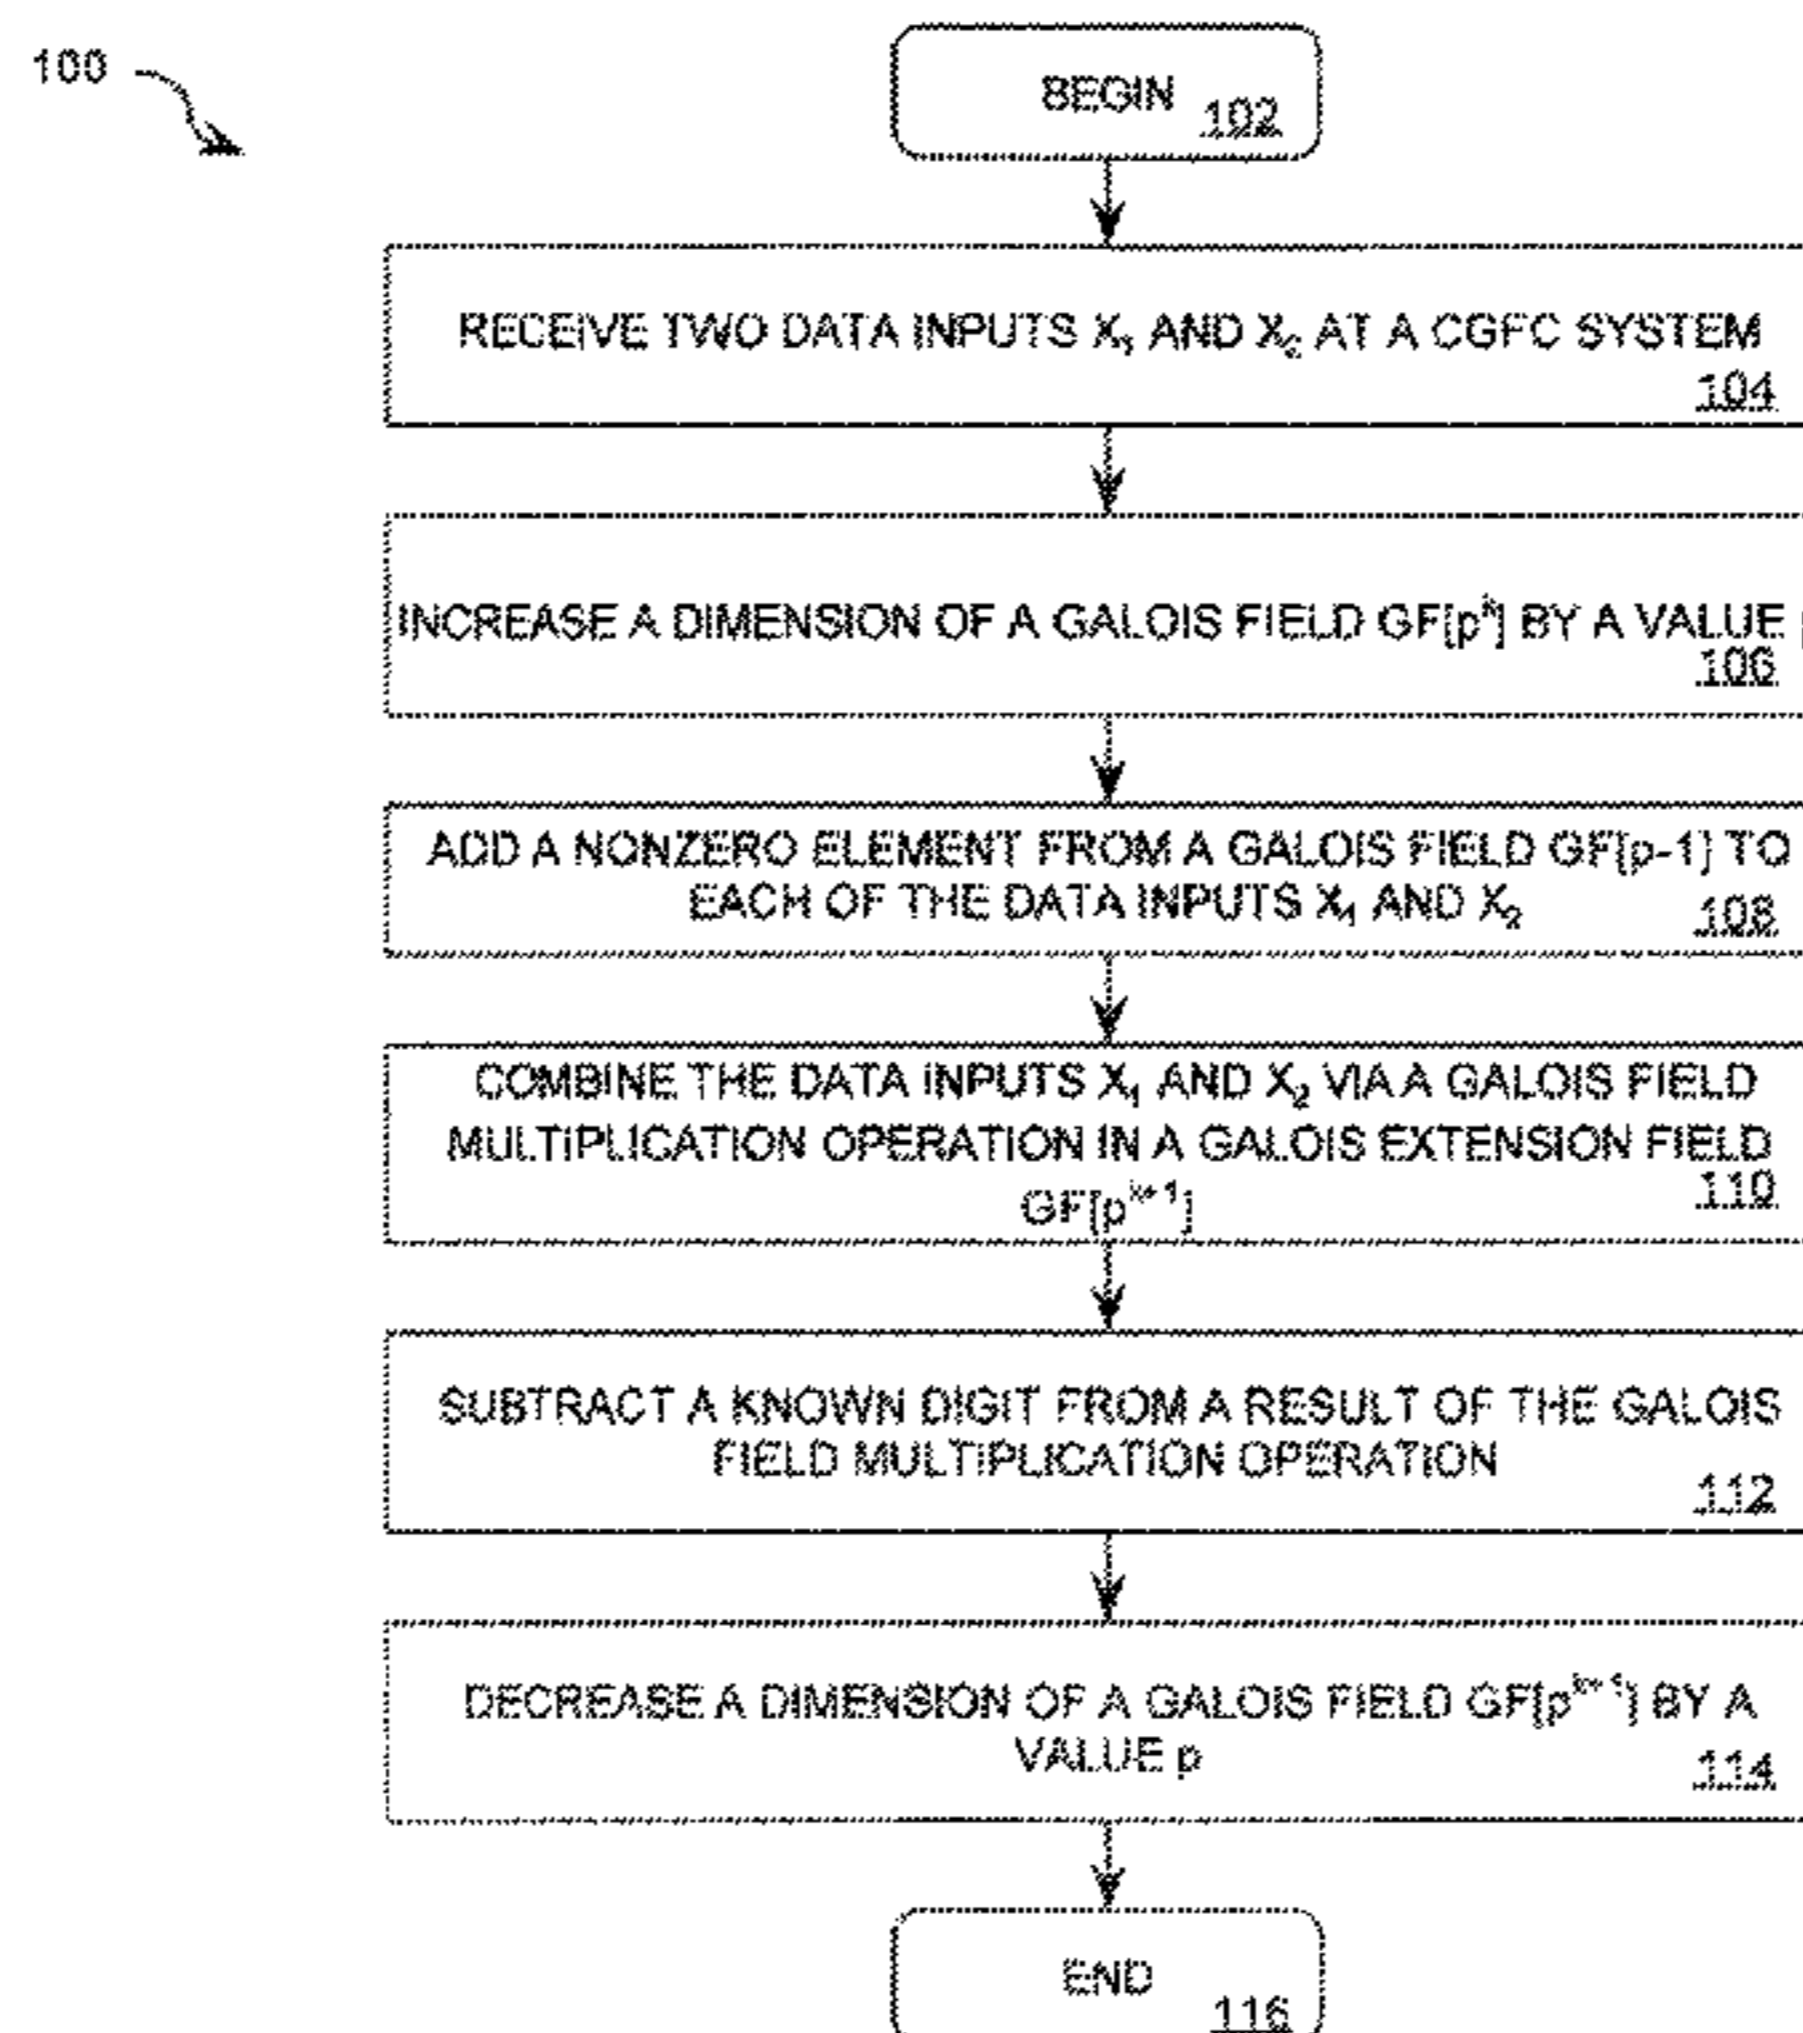 100
BEGIN 102
RECEIVE TWO DATA INPUTS X₁ AND X₂ AT A CGFC SYSTEM
104
INCREASE A DIMENSION OF A GALOIS FIELD GF[pᵏ] BY A VALUE
106
ADD A NONZERO ELEMENT FROM A GALOIS FIELD GF[p-1] TO
EACH OF THE DATA INPUTS X₁ AND X₂ 108
COMBINE THE DATA INPUTS X₁ AND X₂ VIA A GALOIS FIELD
MULTIPLICATION OPERATION IN A GALOIS EXTENSION FIELD
110
GF[pᵏ⁺¹]
SUBTRACT A KNOWN DIGIT FROM A RESULT OF THE GALOIS
FIELD MULTIPLICATION OPERATION
112
DECREASE A DIMENSION OF A GALOIS FIELD GF[pᵏ⁺¹] BY A
VALUE p
114
END
116